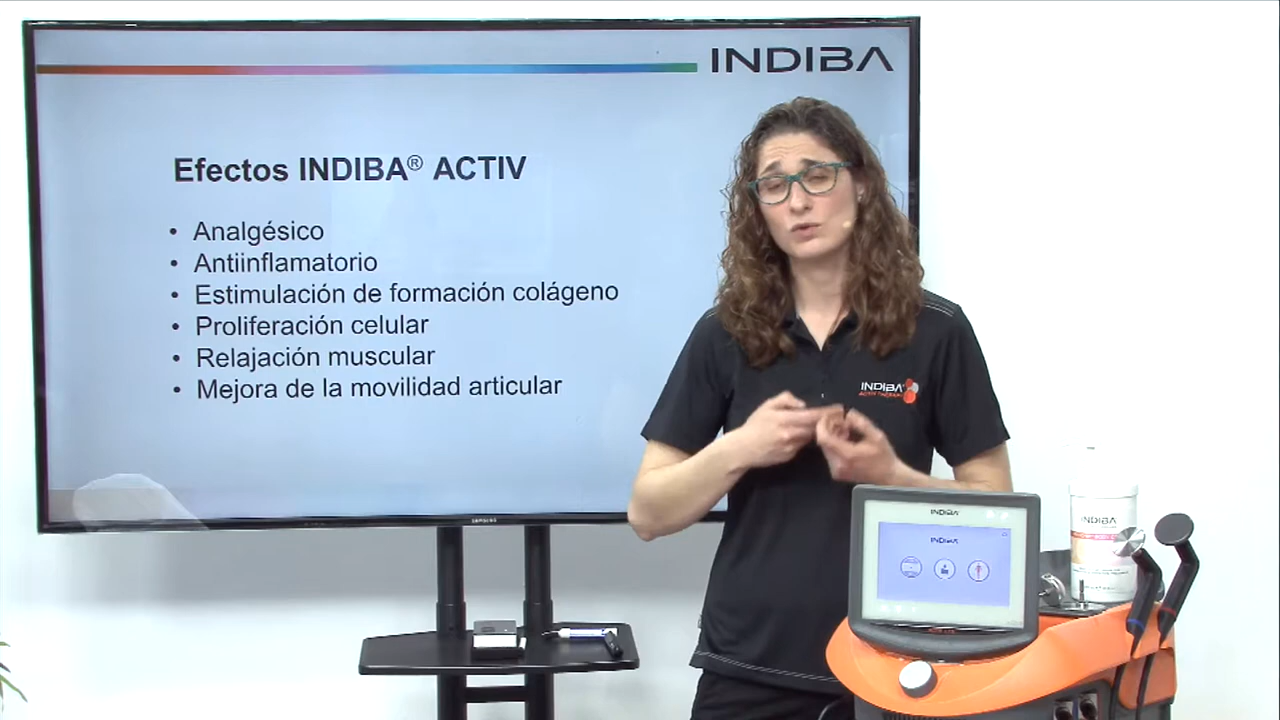 INDIBA
Efectos INDIBA® ACTIV
• Analgésico
• Antiinflamatorio
• Estimulación de formación colágeno
• Proliferación celular
• Relajación muscular
• Mejora de la movilidad articular
SAMSUNG
INDIBA
INDIBA
INDIBA
INDIBA